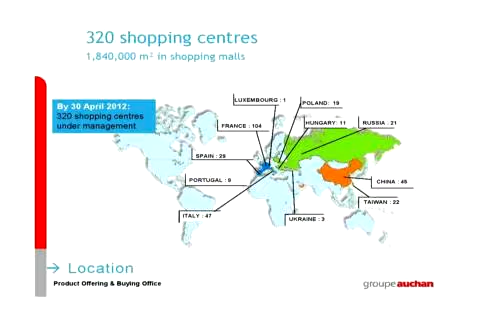 320 shopping centres
1,840,000 m² in shopping malls
By 30 April 2012:
320 shopping centres
under management
LUXEMBOURG : 1
POLAND: 19
FRANCE : 104
HUNGARY: 11
RUSSIA : 21
SPAIN : 29
PORTUGAL : 9
CHINA : 45
TAIWAN : 22
ITALY : 47
UKRAINE : 3
→ Location
Product Offering & Buying Office
groupe auchan